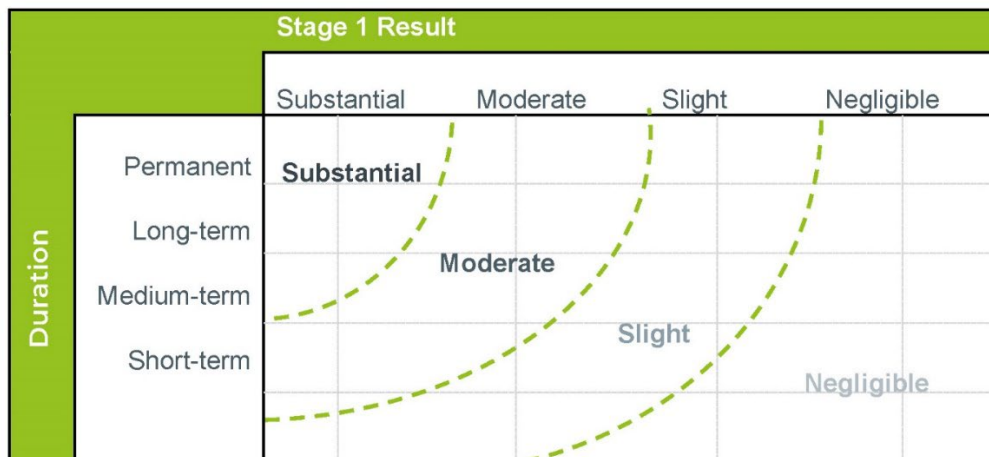 Stage 1 Result
Substantial Moderate Slight Negligible
Duration
Permanent
Substantial
Long-term
Moderate
Medium-term
Slight
Short-term
Negligible